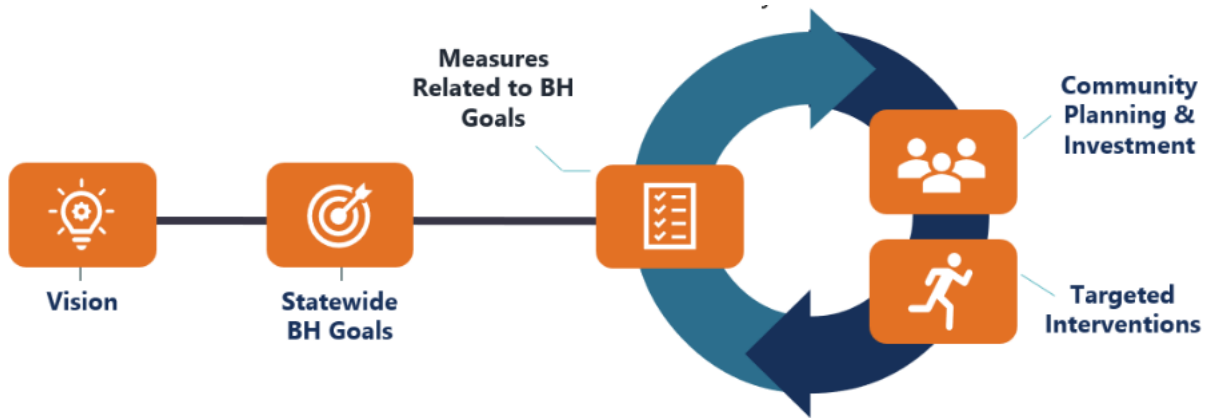 Measures
Related to BH
Goals
Community
Planning &
Investment
Vision
Statewide
BH Goals
Targeted
Interventions